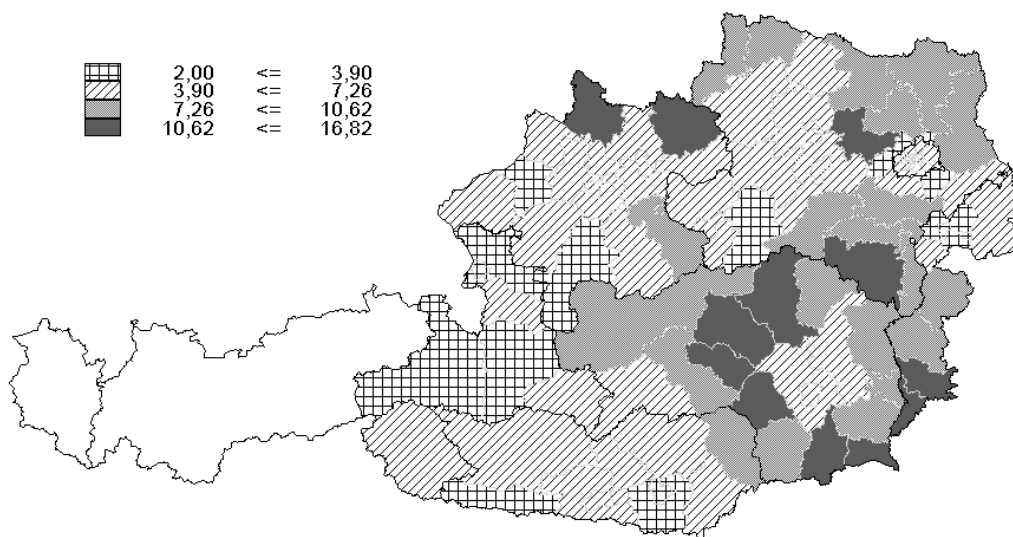 2,00 <= 3,90
3,90 <= 7,26
7,26 <= 10,62
10,62 <= 16,82